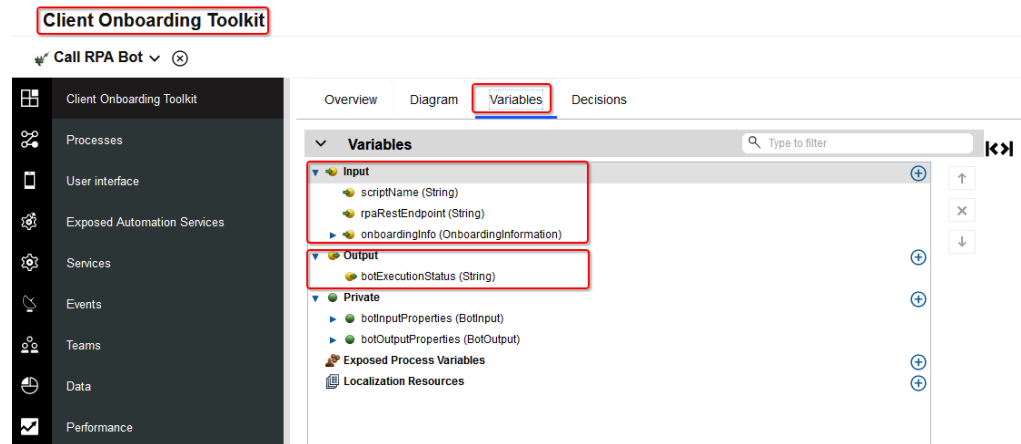 Client Onboarding Toolkit
Call RPA Bot
Client Onboarding Toolkit
Processes
User interface
Exposed Automation Services
Services
Events
Teams
Data
Performance
Overview Diagram Variables Decisions
Variables
Type to filter
Input
scriptName (String)
rpaRestEndpoint (String)
onboardingInfo (OnboardingInformation)
Output
botExecutionStatus (String)
Private
botInputProperties (BotInput)
botOutputProperties (BotOutput)
Exposed Process Variables
Localization Resources